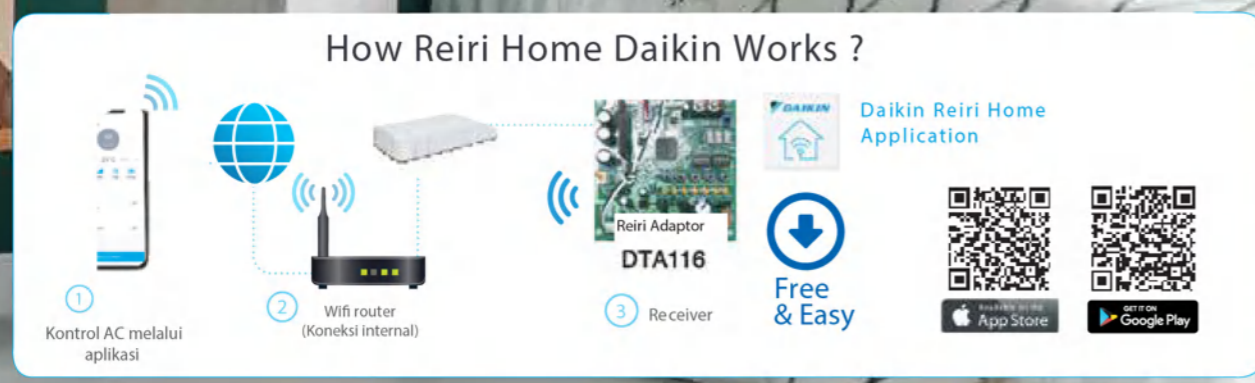 How Reiri Home Daikin Works ?
1
Kontrol AC melalui
aplikasi
2
Wifi router
(Koneksi internal)
Reiri Adaptor
DTA116
3
Receiver
DAIKIN
Daikin Reiri Home
Application
Free
& Easy
App Store
GET IT ON
Google Play